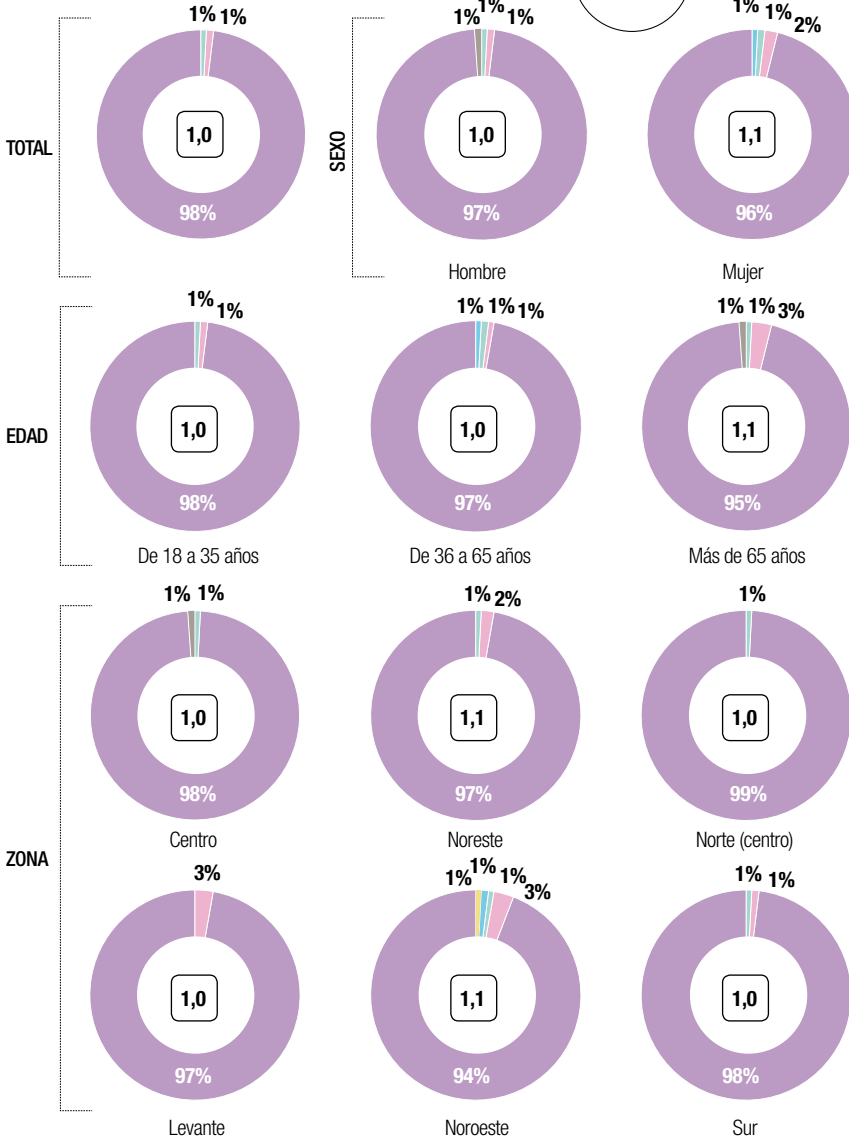 TOTAL
1% 1%
1,0
98%
SEXO
1% 1% 1%
1,0
97%
Hombre
1% 1% 2%
1,1
96%
Mujer
EDAD
1% 1%
1,0
98%
De 18 a 35 años
1% 1% 1%
1,0
97%
De 36 a 65 años
1% 1% 3%
1,1
95%
Más de 65 años
ZONA
1% 1%
1,0
98%
Centro
1% 2%
1,1
97%
Noreste
1%
1,0
99%
Norte (centro)
3%
1,0
97%
Levante
1% 1% 1% 3%
1,1
94%
Noroeste
1% 1%
1,0
98%
Sur